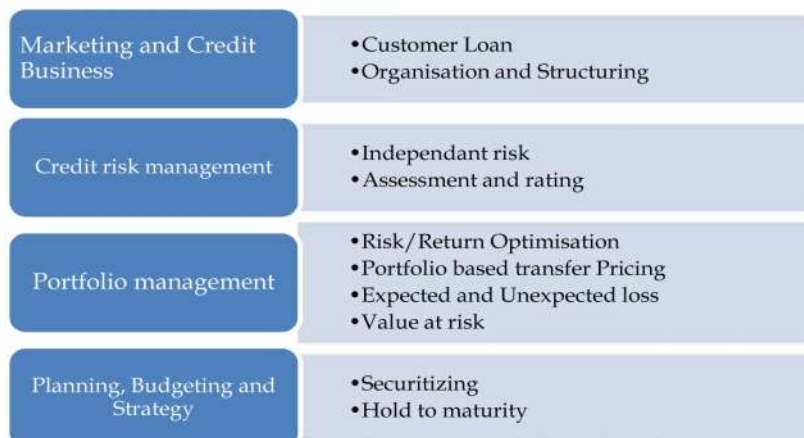 Marketing and Credit
Business
•Customer Loan
•Organisation and Structuring
Credit risk management
•Independant risk
•Assessment and rating
Portfolio management
•Risk/Return Optimisation
•Portfolio based transfer Pricing
•Expected and Unexpected loss
•Value at risk
Planning, Budgeting and
Strategy
•Securitizing
•Hold to maturity